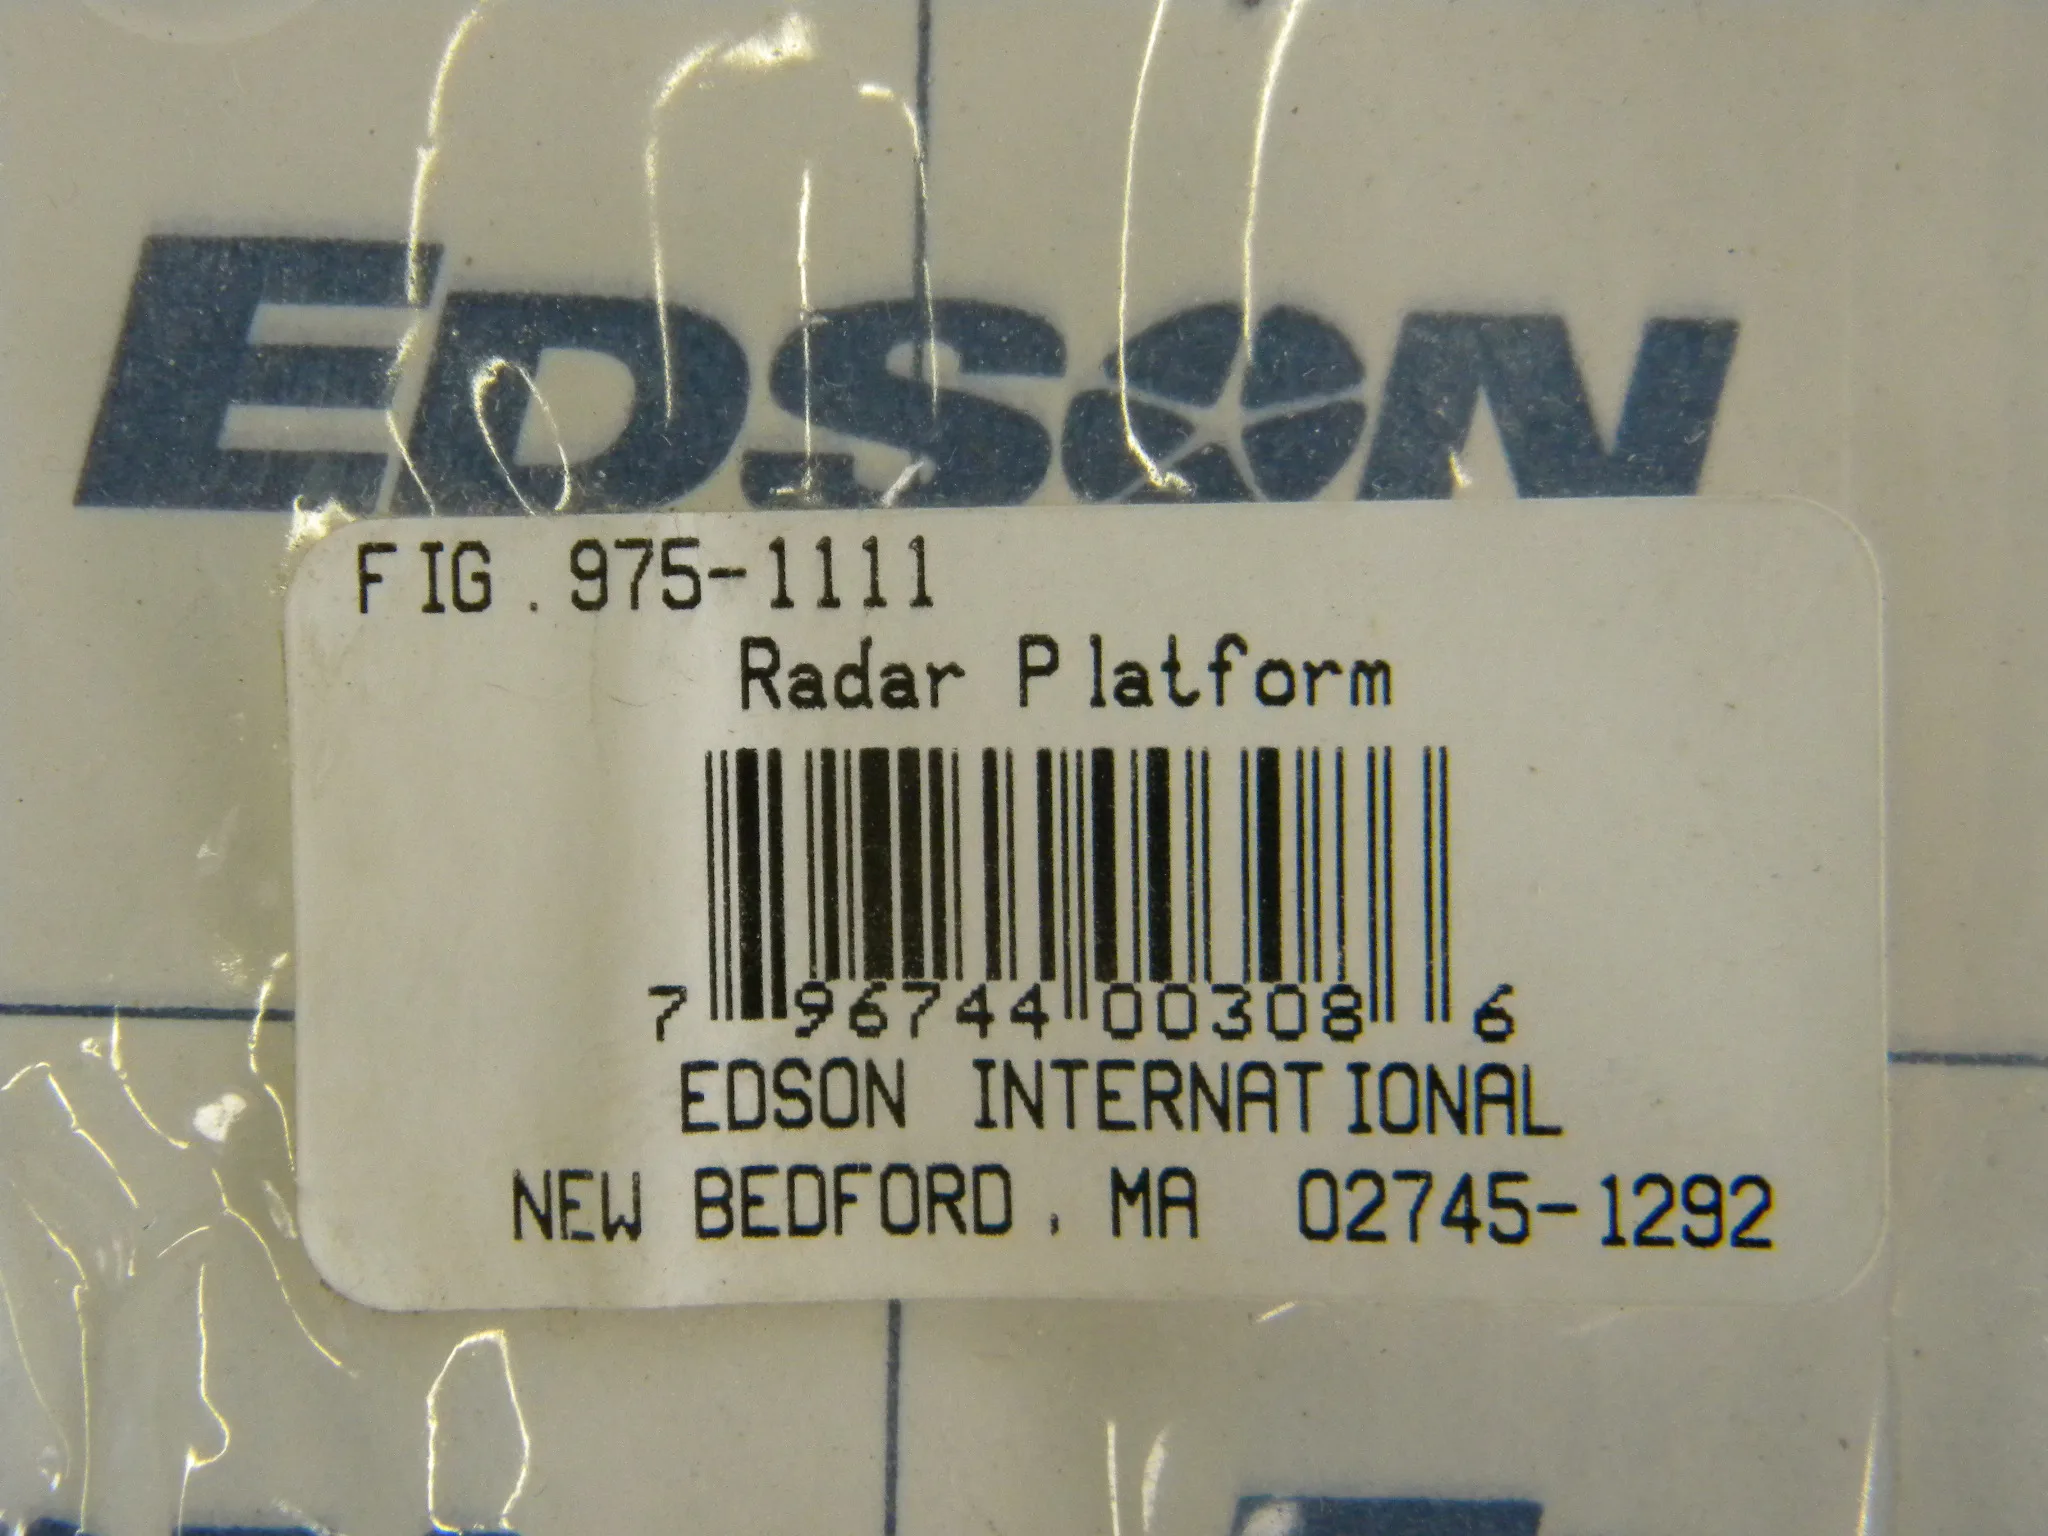 EDSON
FIG. 975-1111
Radar Platform
7 96744 00308 6
EDSON INTERNATIONAL
NEW BEDFORD, MA 02745-1292